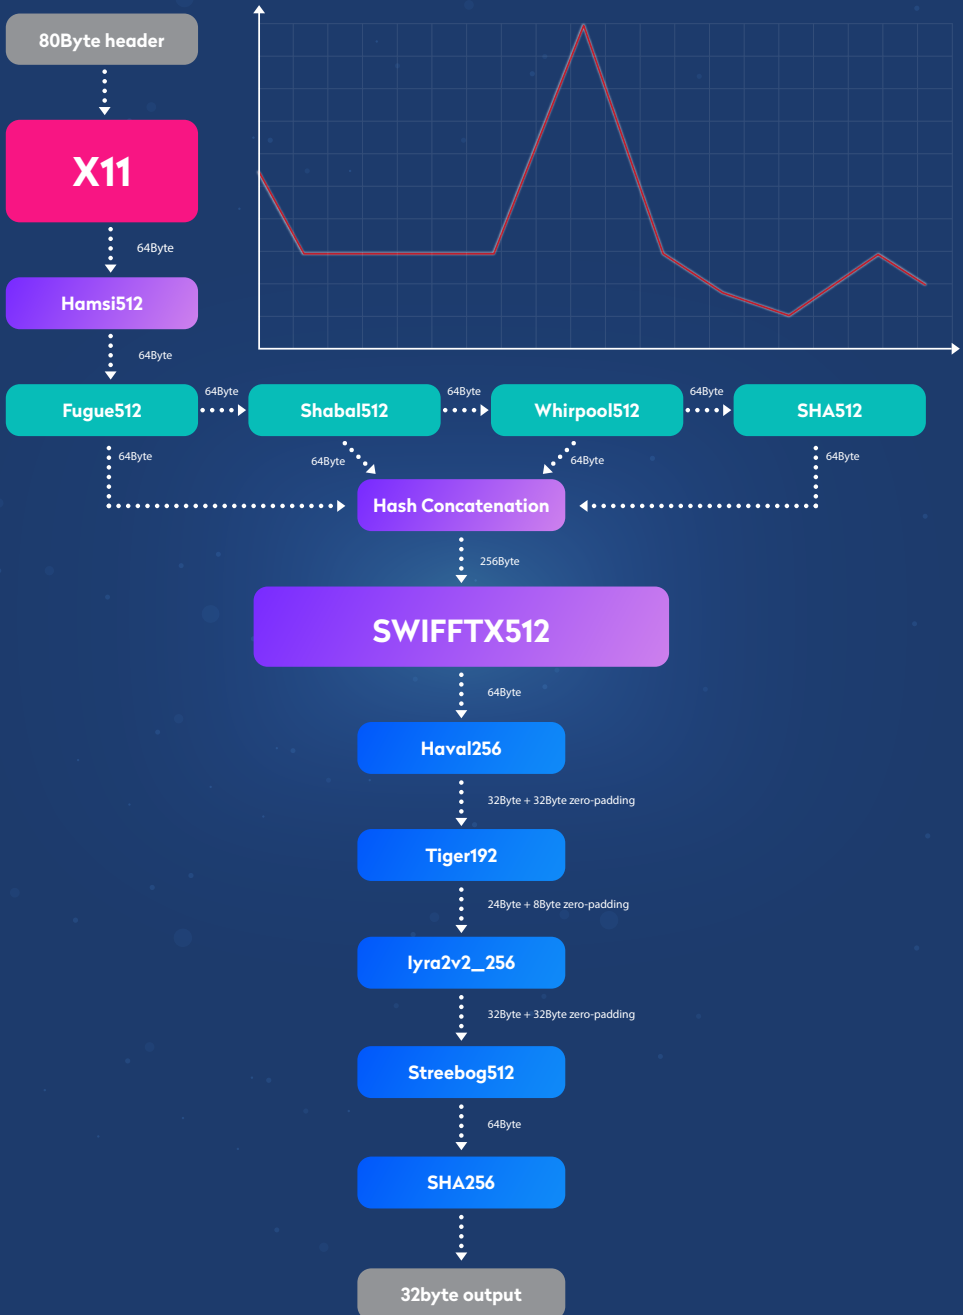 80Byte header
X11
64Byte
Hamsi512
64Byte
Fugue512
64Byte
Shabal512
64Byte
Whirpool512
64Byte
SHA512
64Byte
64Byte
64Byte
64Byte
Hash Concatenation
256Byte
SWIFFTX512
64Byte
Haval256
32Byte + 32Byte zero-padding
Tiger192
24Byte + 8Byte zero-padding
lyra2v2_256
32Byte + 32Byte zero-padding
Streebog512
64Byte
SHA256
32byte output